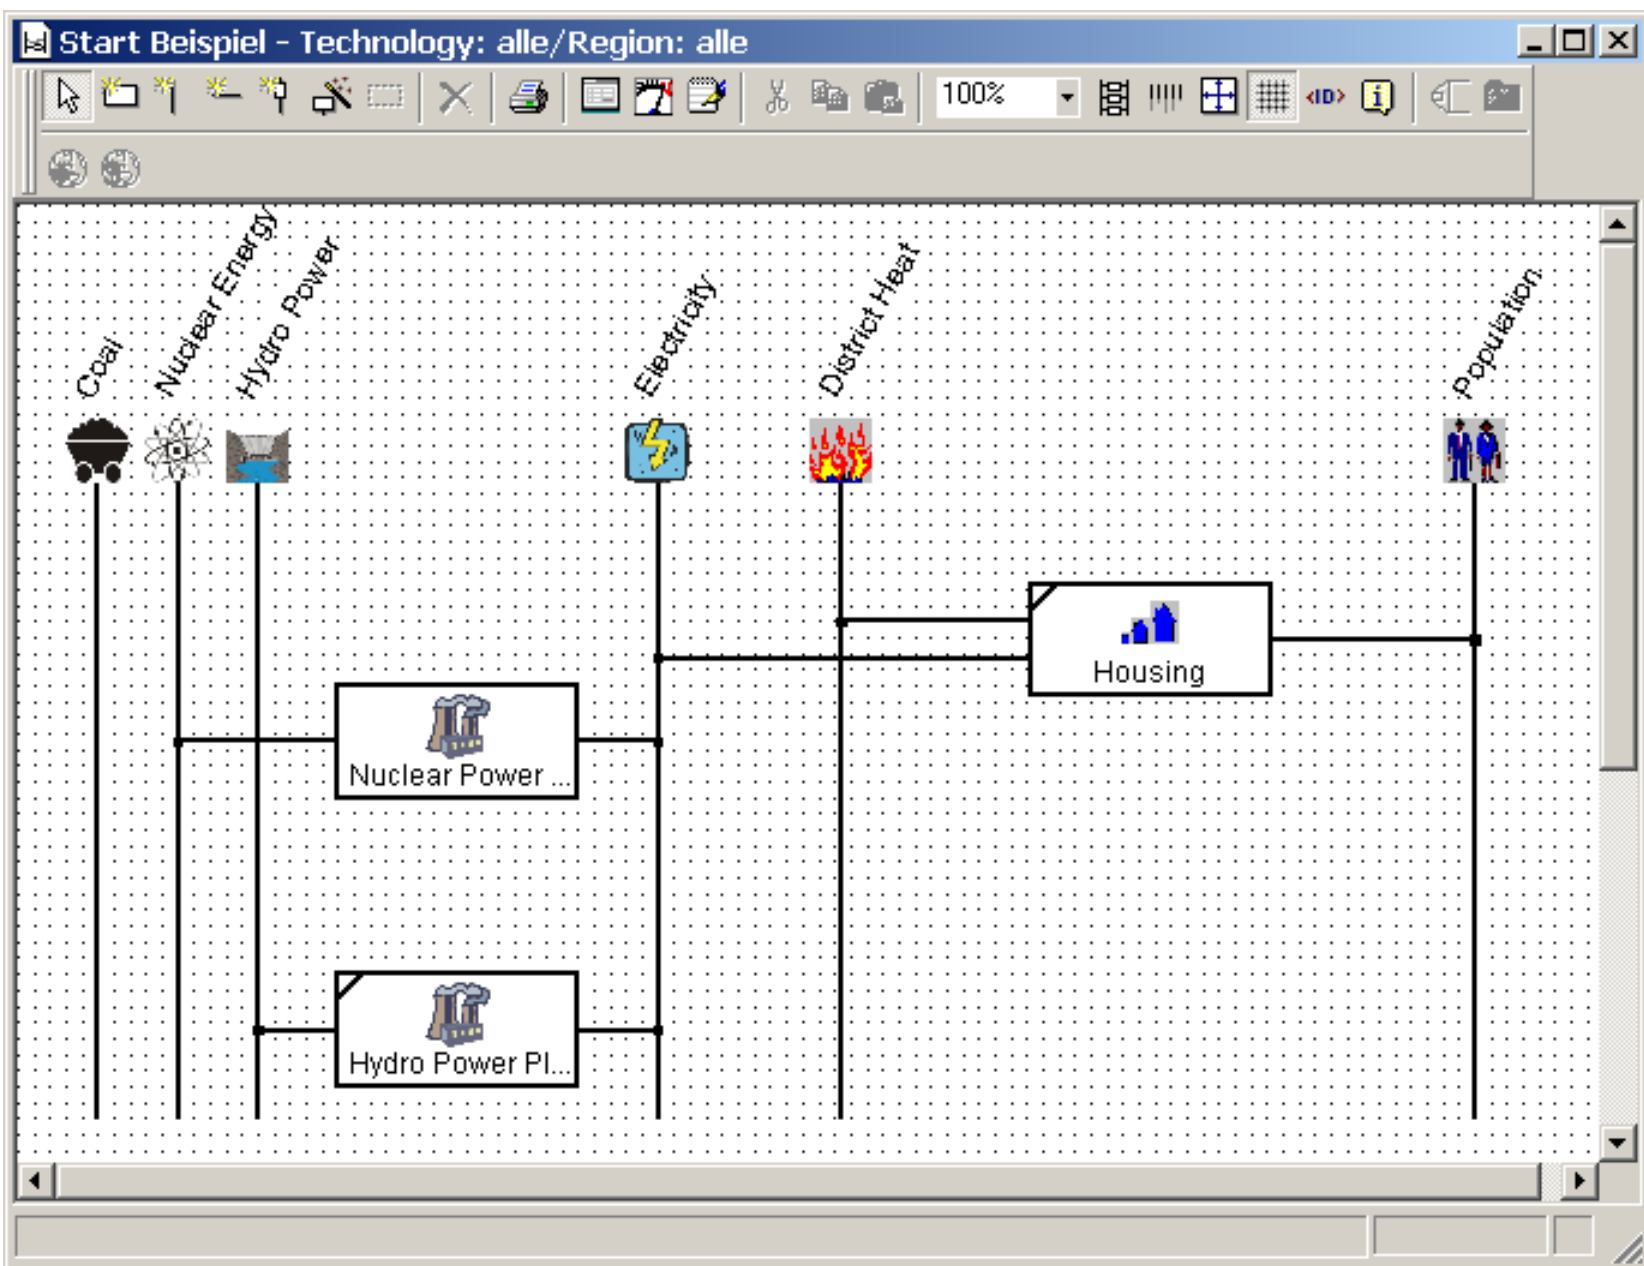 Start Beispiel - Technology: alle/Region: alle
100%
<ID>
Coal
Nuclear Energy
Hydro Power
Electricity
District Heat
Population
Housing
Nuclear Power ...
Hydro Power Pl...